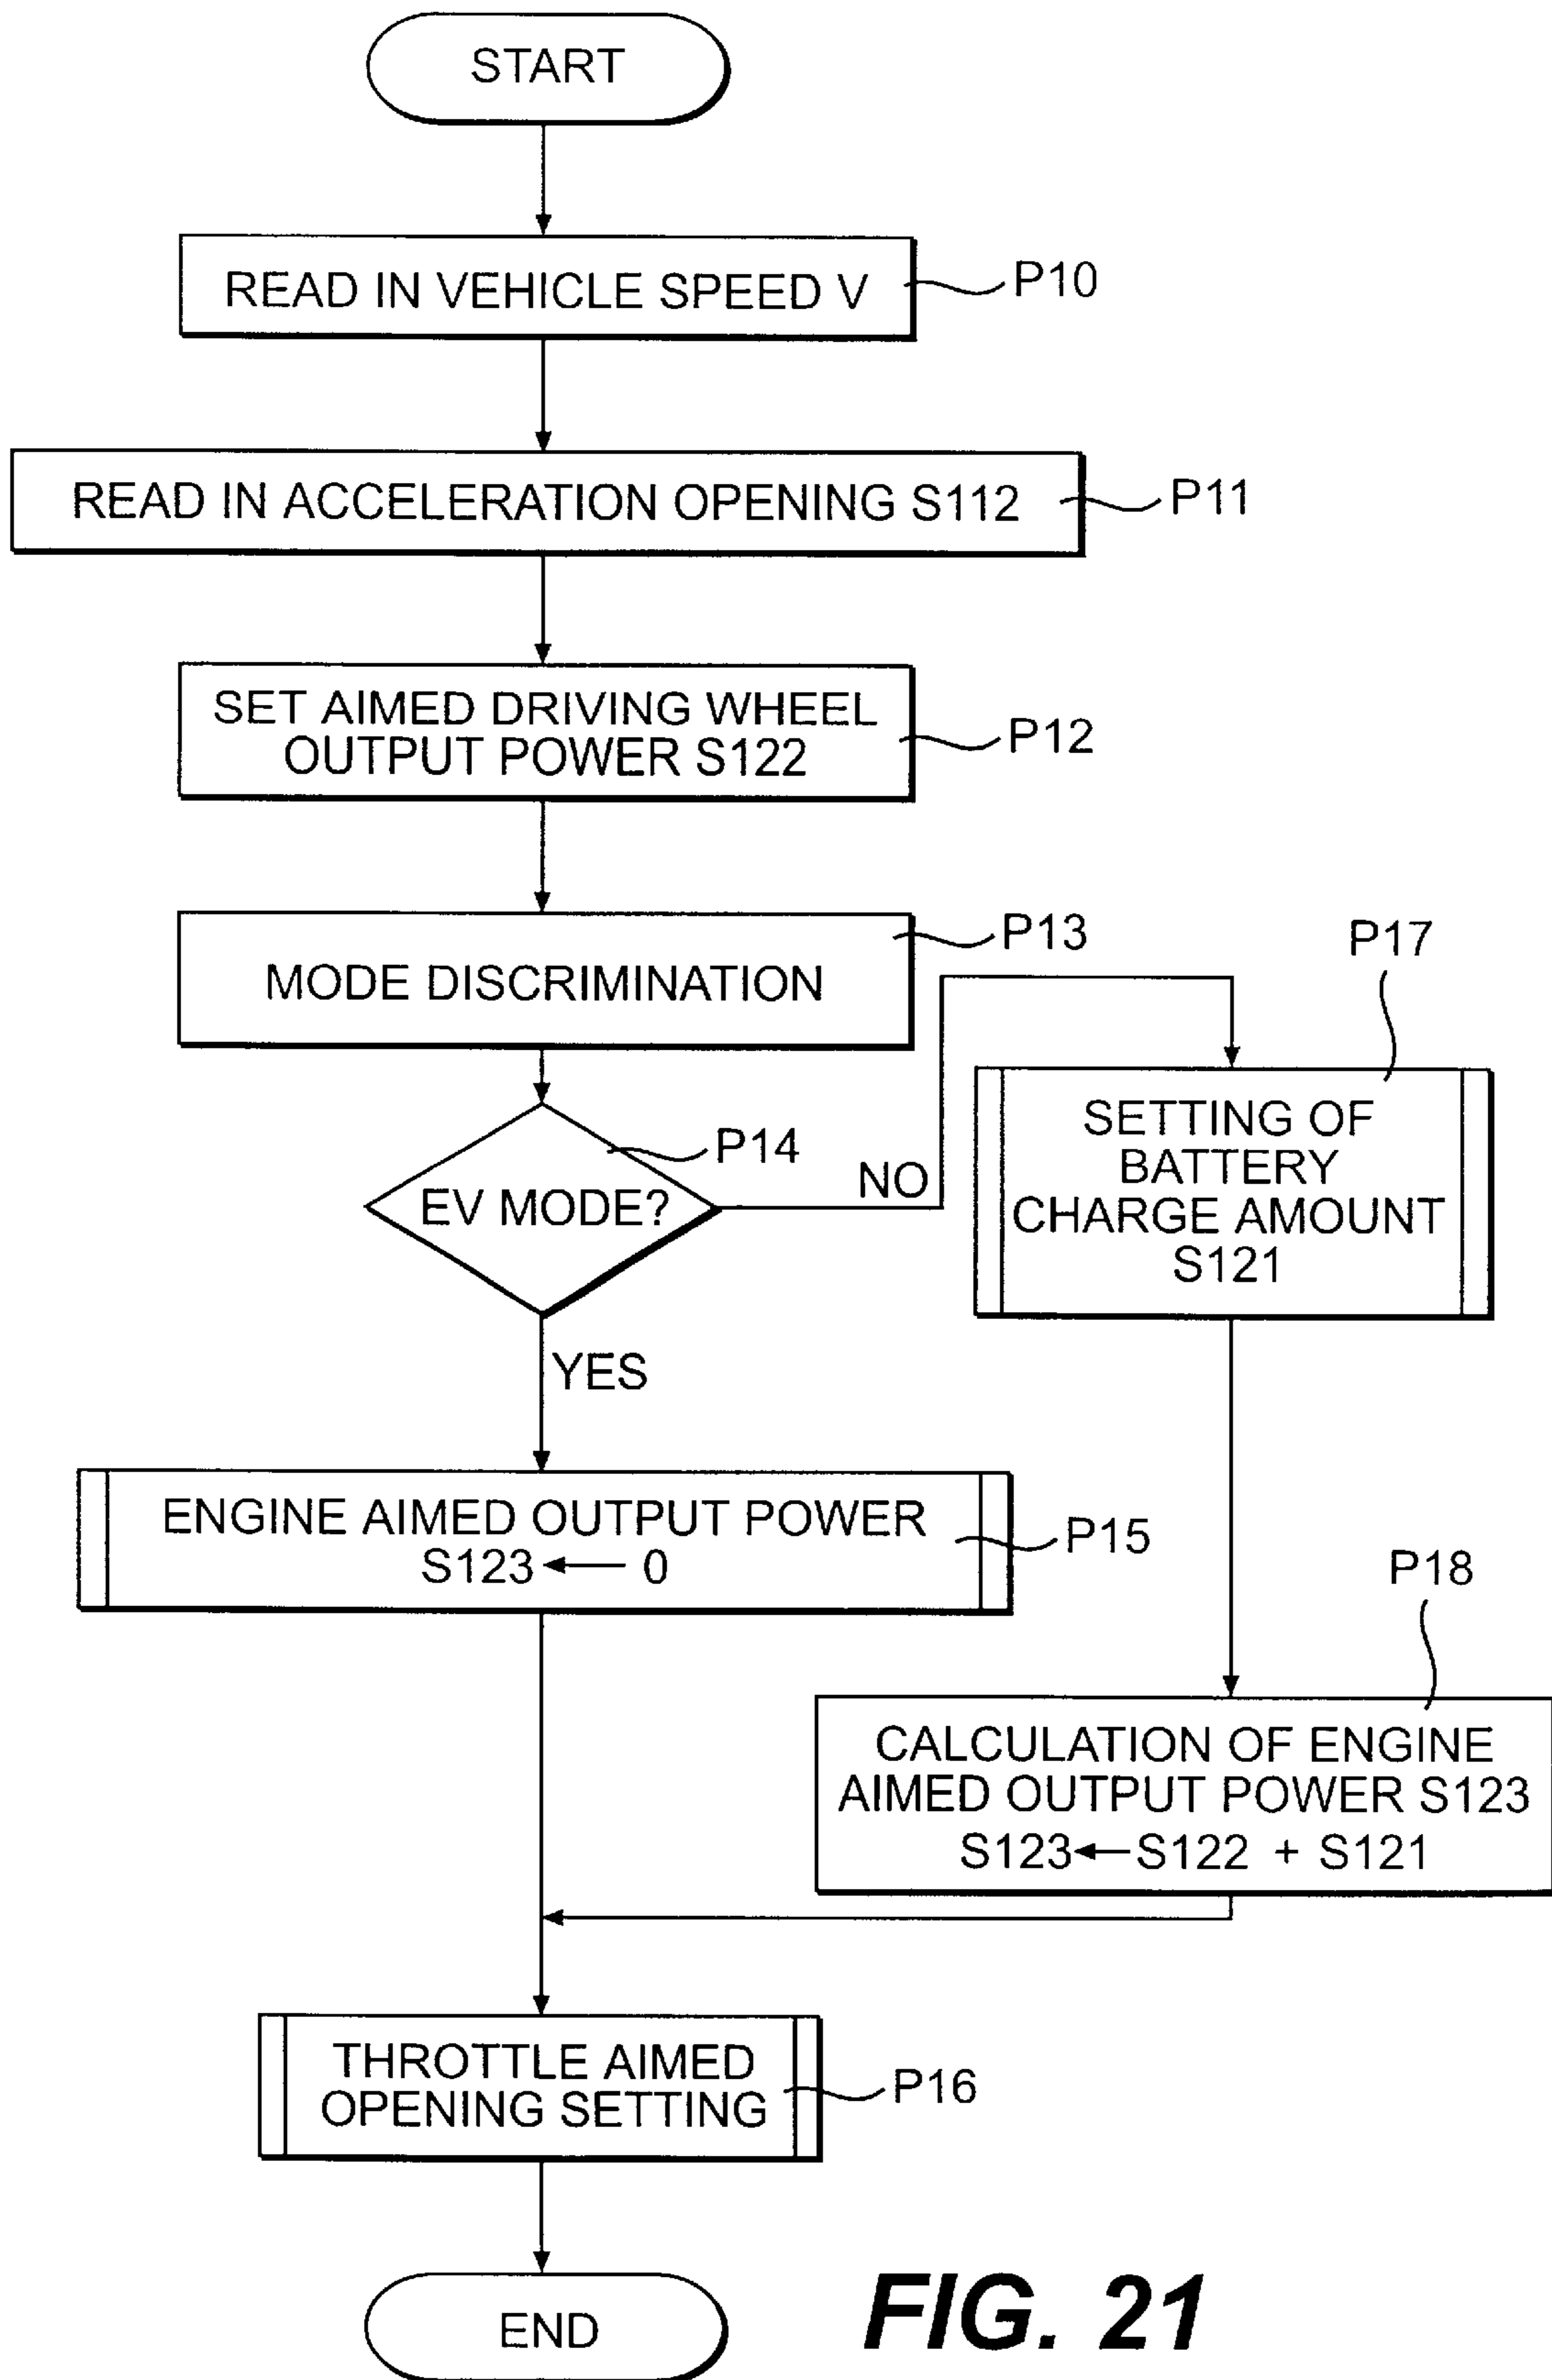 START
READ IN VEHICLE SPEED V
P10
READ IN ACCELERATION OPENING S112
P11
SET AIMED DRIVING WHEEL
OUTPUT POWER S122
P12
MODE DISCRIMINATION
P13
EV MODE?
P14
NO
YES
P17
SETTING OF
BATTERY
CHARGE AMOUNT
S121
ENGINE AIMED OUTPUT POWER
S123 ← 0
P15
P18
CALCULATION OF ENGINE
AIMED OUTPUT POWER S123
S123 ← S122 + S121
THROTTLE AIMED
OPENING SETTING
P16
END
FIG. 21